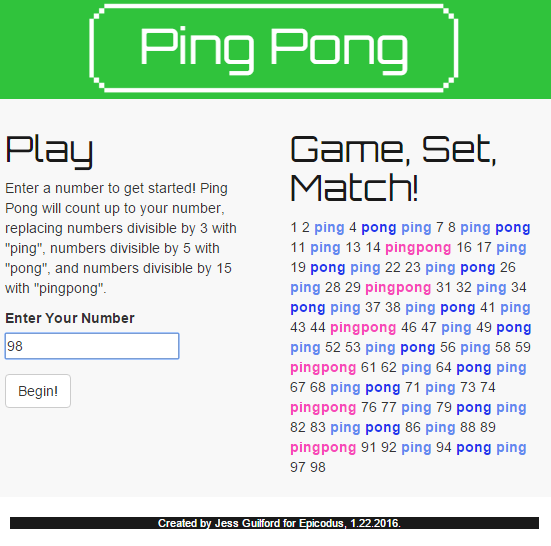 Ping Pong
Play
Enter a number to get started! Ping
Pong will count up to your number,
replacing numbers divisible by 3 with
"ping", numbers divisible by 5 with
"pong", and numbers divisible by 15
with "pingpong".
Enter Your Number
98
Begin!
Game, Set,
Match!
1 2 ping 4 pong ping 7 8 ping pong
11 ping 13 14 pingpong 16 17 ping
19 pong ping 22 23 ping pong 26
ping 28 29 pingpong 31 32 ping 34
pong ping 37 38 ping pong 41 ping
43 44 pingpong 46 47 ping 49 pong
ping 52 53 ping pong 56 ping 58 59
pingpong 61 62 ping 64 pong ping
67 68 ping pong 71 ping 73 74
pingpong 76 77 ping 79 pong ping
82 83 ping pong 86 ping 88 89
pingpong 91 92 ping 94 pong ping
97 98
Created by Jess Guilford for Epicodus, 1.22.2016.